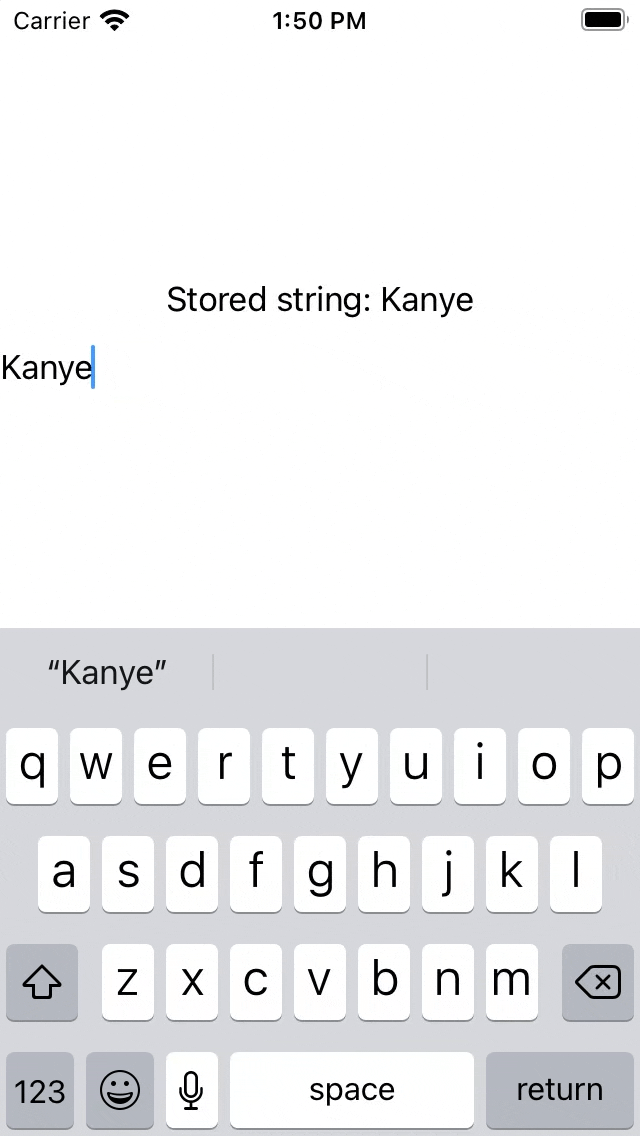 Carrier 1:50 PM
Stored string: Kanye
Kanye
“Kanye”
q w e r t y u i o p
a s d f g h j k l
z x c v b n m
123 space return